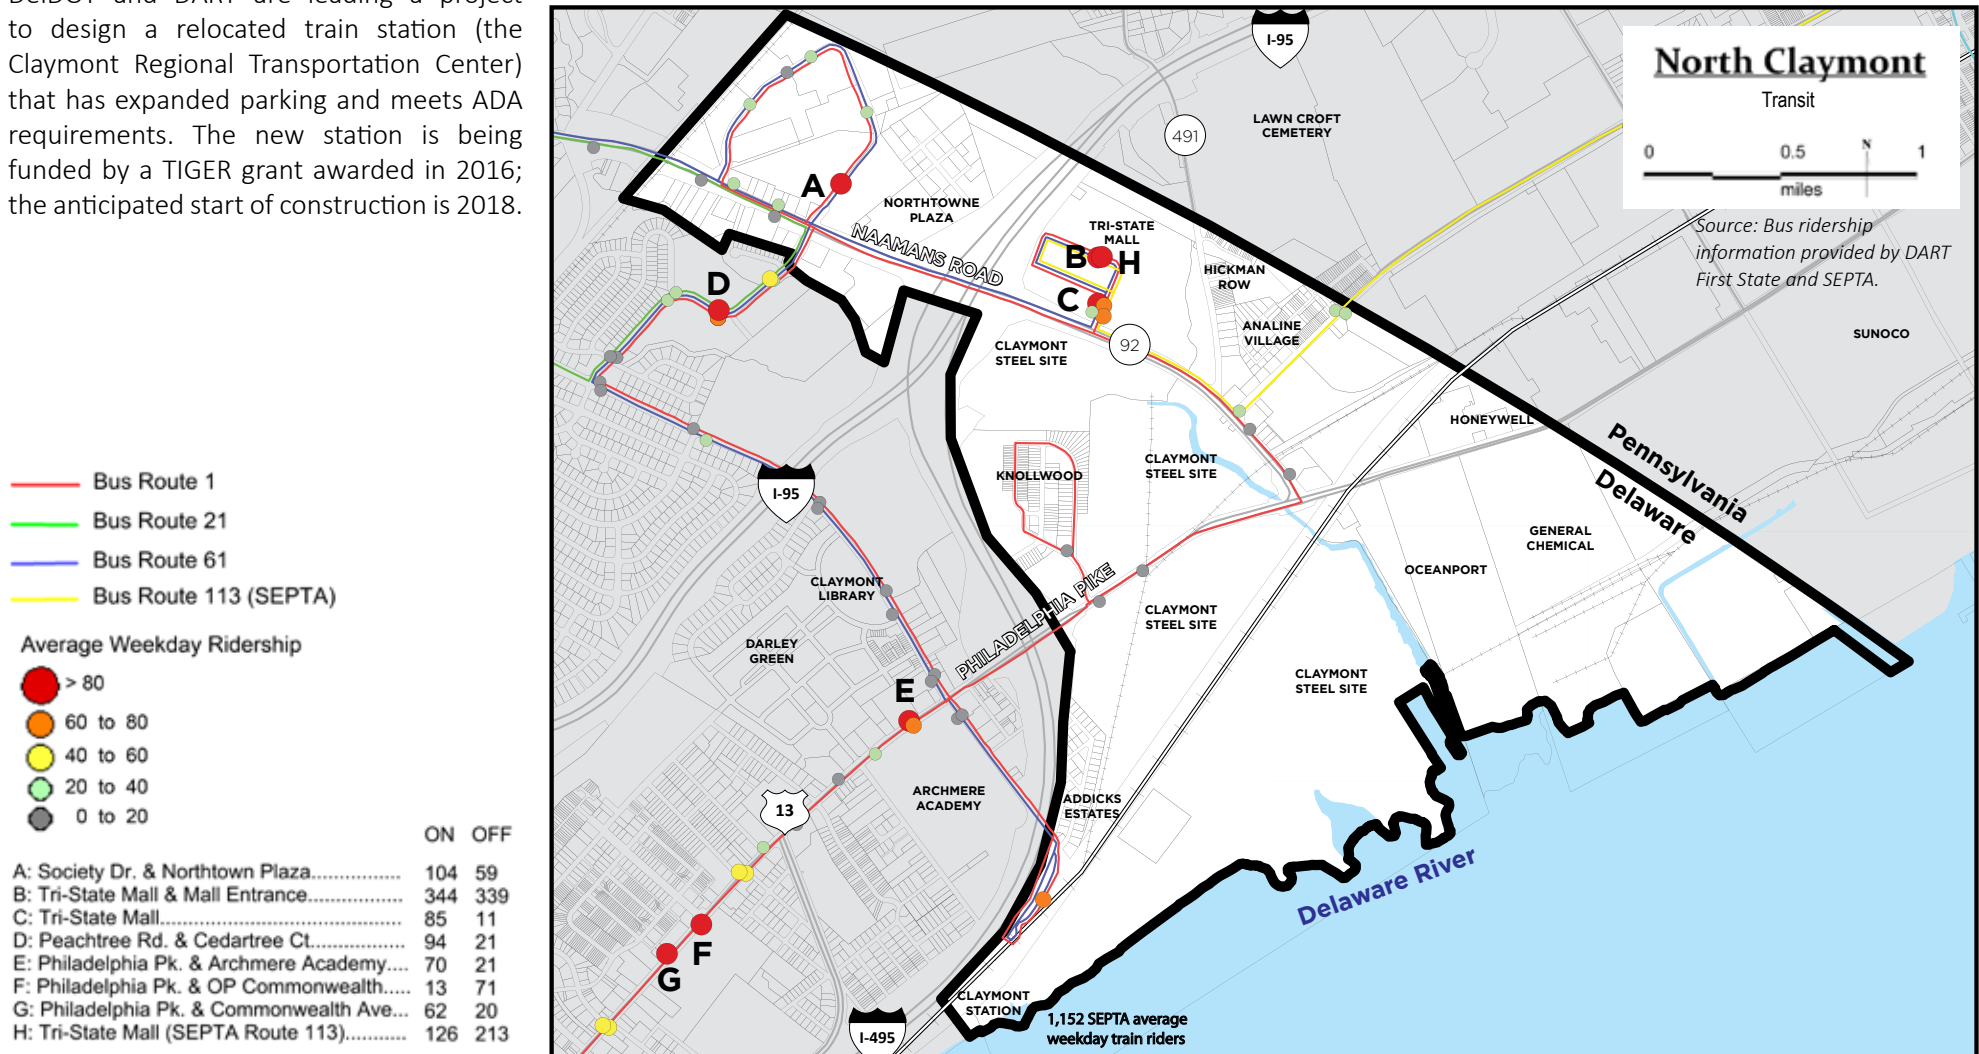 DelDOT and DART are leading a project
to design a relocated train station (the
Claymont Regional Transportation Center)
that has expanded parking and meets ADA
requirements. The new station is being
funded by a TIGER grant awarded in 2016;
the anticipated start of construction is 2018.
Bus Route 1
Bus Route 21
Bus Route 61
Bus Route 113 (SEPTA)
Average Weekday Ridership
> 80
60 to 80
40 to 60
20 to 40
0 to 20
ON OFF
A: Society Dr. & Northtown Plaza................ 104 59
B: Tri-State Mall & Mall Entrance................. 344 339
C: Tri-State Mall.......................................... 85 11
D: Peachtree Rd. & Cedartree Ct................. 94 21
E: Philadelphia Pk. & Archmere Academy.... 70 21
F: Philadelphia Pk. & OP Commonwealth..... 13 71
G: Philadelphia Pk. & Commonwealth Ave... 62 20
H: Tri-State Mall (SEPTA Route 113)........... 126 213
North Claymont
Transit
0 0.5 N 1
miles
Source: Bus ridership
information provided by DART
First State and SEPTA.
I-95
491
LAWN CROFT
CEMETERY
A
NORTHTOWNE
PLAZA
NAAMANS ROAD
TRI-STATE
MALL
B
H
C
HICKMAN
ROW
ANALINE
VILLAGE
92
D
CLAYMONT
STEEL SITE
SUNOCO
HONEYWELL
Pennsylvania
Delaware
KNOLLWOOD
CLAYMONT
STEEL SITE
I-95
GENERAL
CHEMICAL
OCEANPORT
CLAYMONT
LIBRARY
PHILADELPHIA PIKE
CLAYMONT
STEEL SITE
DARLEY
GREEN
CLAYMONT
STEEL SITE
E
ARCHMERE
ACADEMY
ADDICKS
ESTATES
13
Delaware River
F
G
CLAYMONT
STATION
1,152 SEPTA average
weekday train riders
I-495